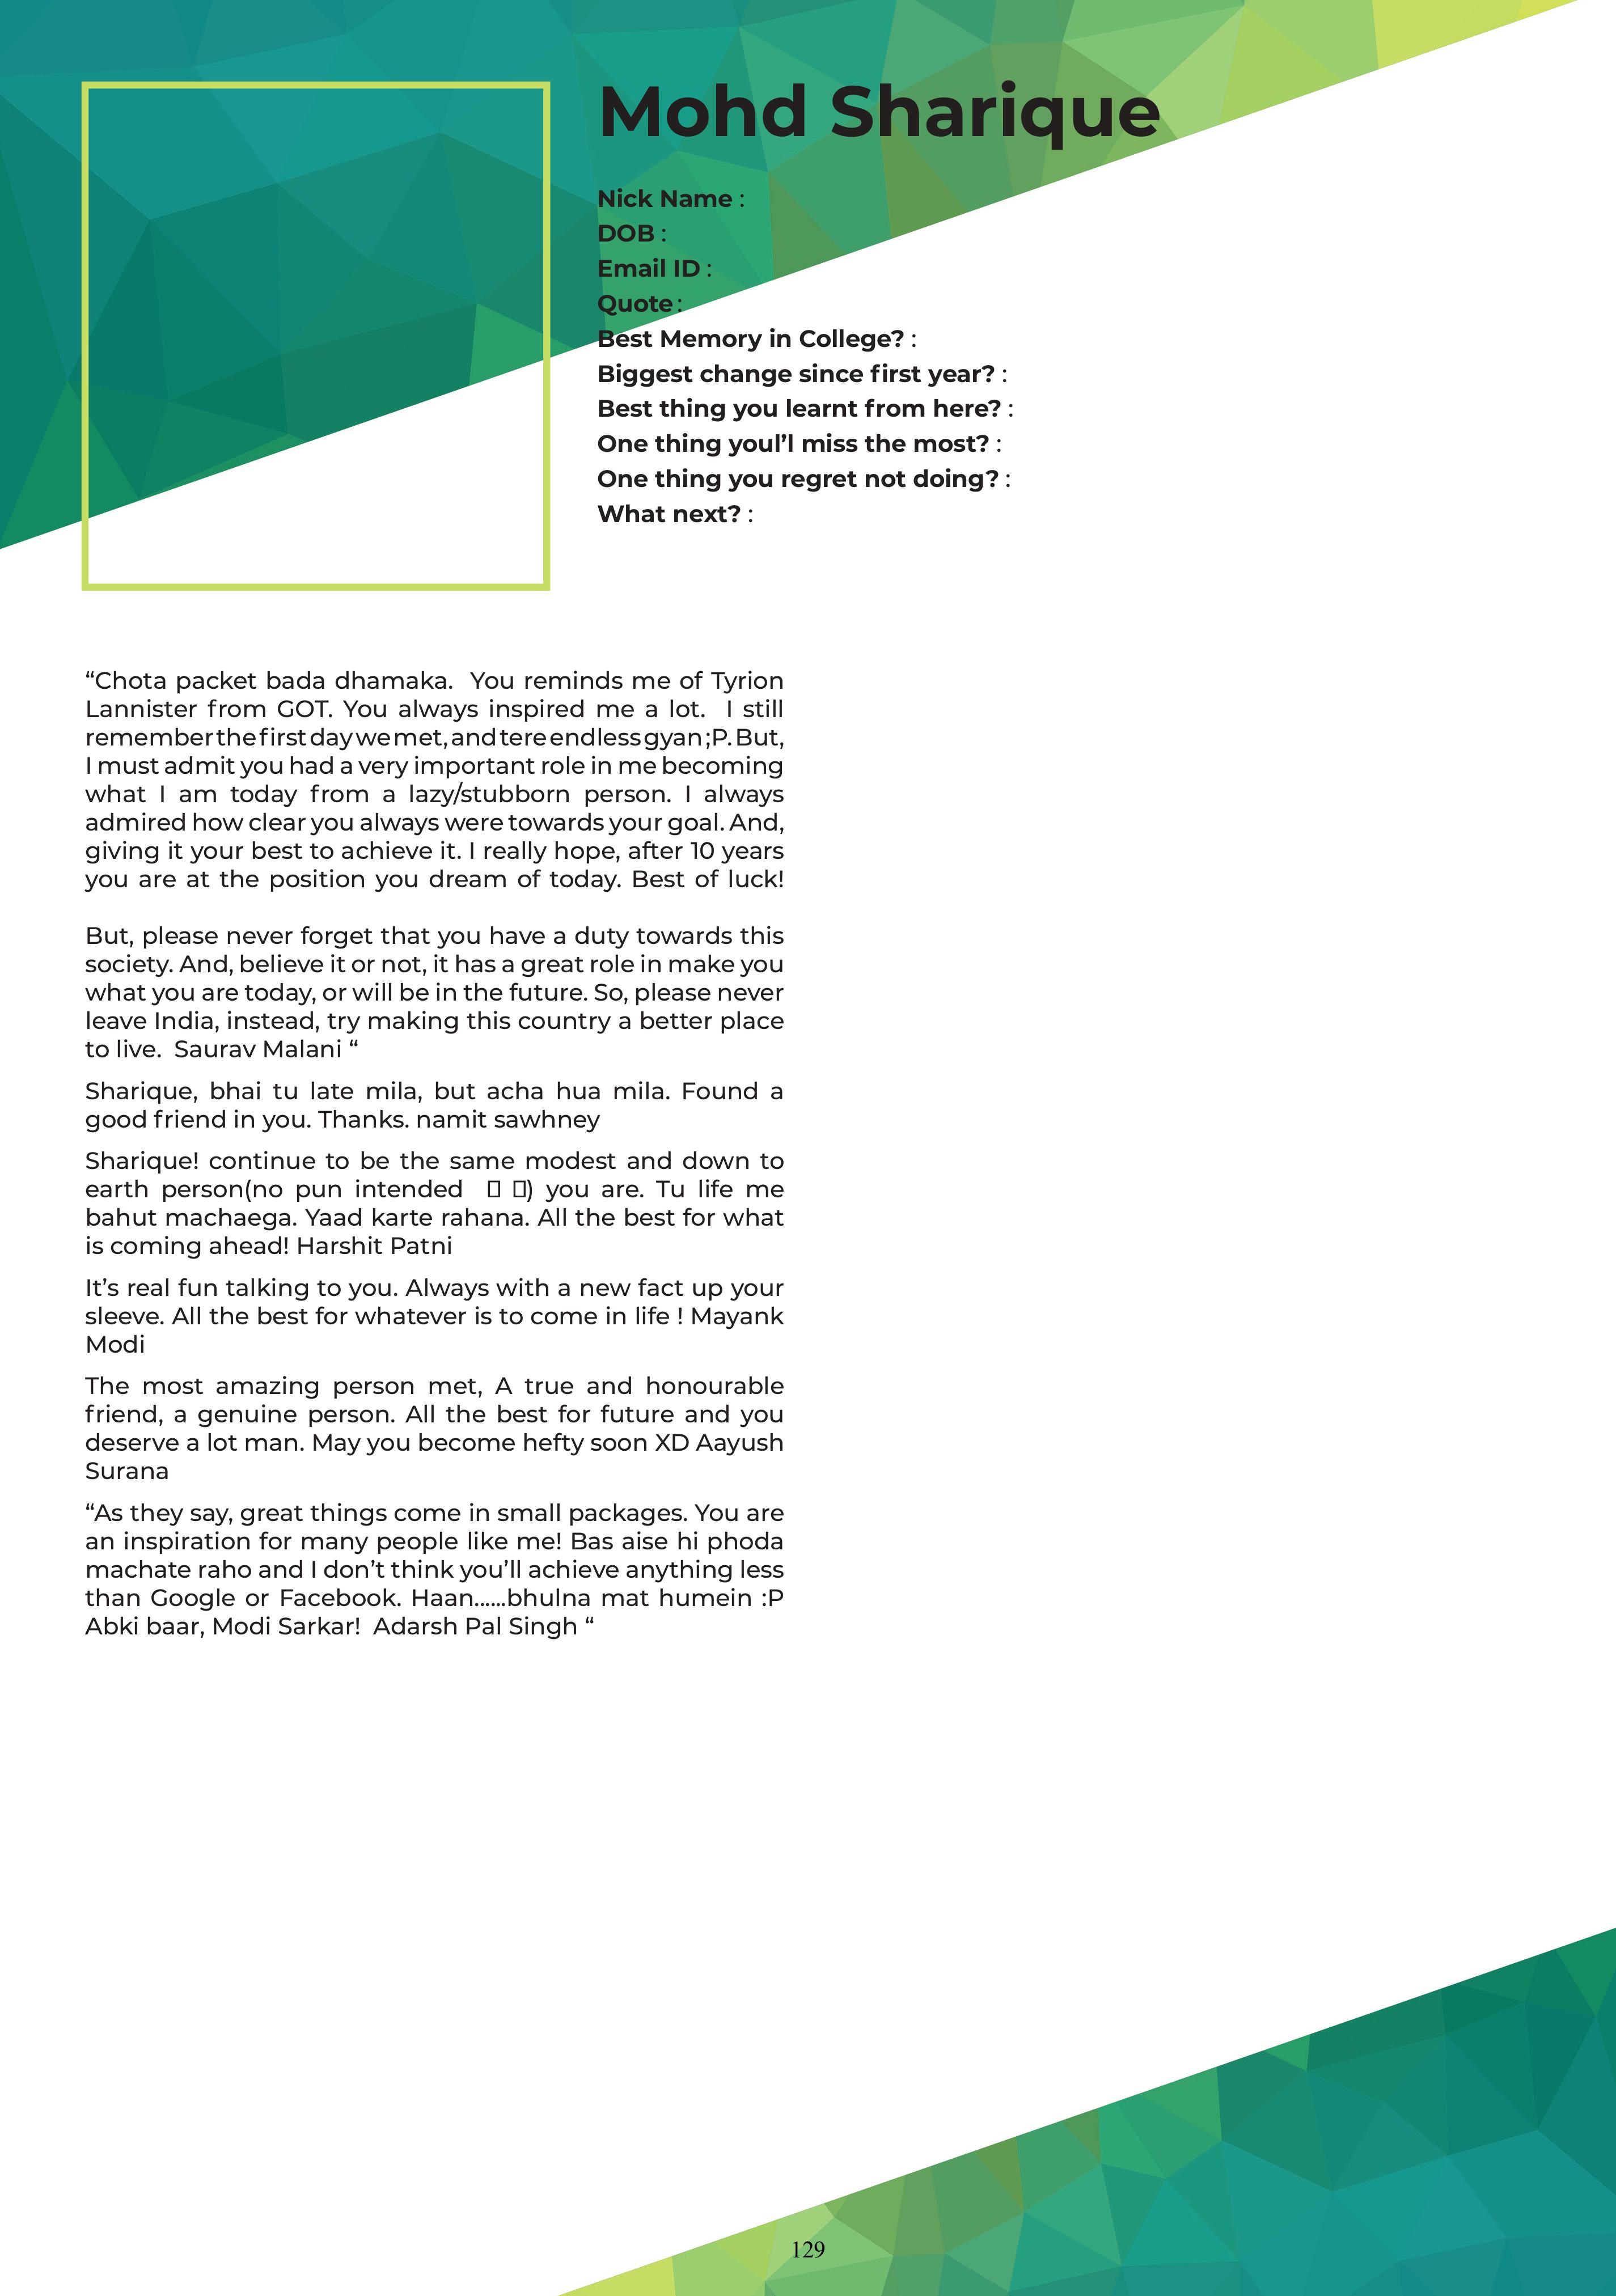 Mohd Sharique
Nick Name :
DOB :
Email ID :
Quote :
Best Memory in College? :
Biggest change since first year? :
Best thing you learnt from here? :
One thing youl’l miss the most? :
One thing you regret not doing? :
What next? :
“Chota packet bada dhamaka.  You reminds me of Tyrion
Lannister from GOT. You always inspired me a lot.  I still
remember the first day we met, and tere endless gyan ;P. But,
I must admit you had a very important role in me becoming
what I am today from a lazy/stubborn person. I always
admired how clear you always were towards your goal. And,
giving it your best to achieve it. I really hope, after 10 years
you are at the position you dream of today. Best of luck!
But, please never forget that you have a duty towards this
society. And, believe it or not, it has a great role in make you
what you are today, or will be in the future. So, please never
leave India, instead, try making this country a better place
to live.  Saurav Malani “
Sharique, bhai tu late mila, but acha hua mila. Found a
good friend in you. Thanks. namit sawhney
Sharique! continue to be the same modest and down to
earth person(no pun intended  ▯ ▯) you are. Tu life me
bahut machaega. Yaad karte rahana. All the best for what
is coming ahead! Harshit Patni
It’s real fun talking to you. Always with a new fact up your
sleeve. All the best for whatever is to come in life ! Mayank
Modi
The most amazing person met, A true and honourable
friend, a genuine person. All the best for future and you
deserve a lot man. May you become hefty soon XD Aayush
Surana
“As they say, great things come in small packages. You are
an inspiration for many people like me! Bas aise hi phoda
machate raho and I don’t think you’ll achieve anything less
than Google or Facebook. Haan......bhulna mat humein :P
Abki baar, Modi Sarkar!  Adarsh Pal Singh “
129